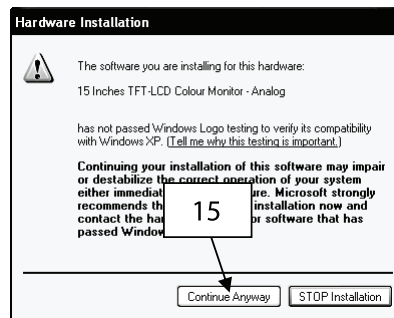 Hardware Installation
The software you are installing for this hardware:
15 Inches TFT-LCD Colour Monitor - Analog
has not passed Windows Logo testing to verify its compatibility
with Windows XP. (Tell me why this testing is important.)
Continuing your installation of this software may impair
or destabilize the correct operation of your system
either immediat ure. Microsoft strongly
recommends th installation now and
contact the ha or software that has
passed Window
15
Continue Anyway STOP Installation